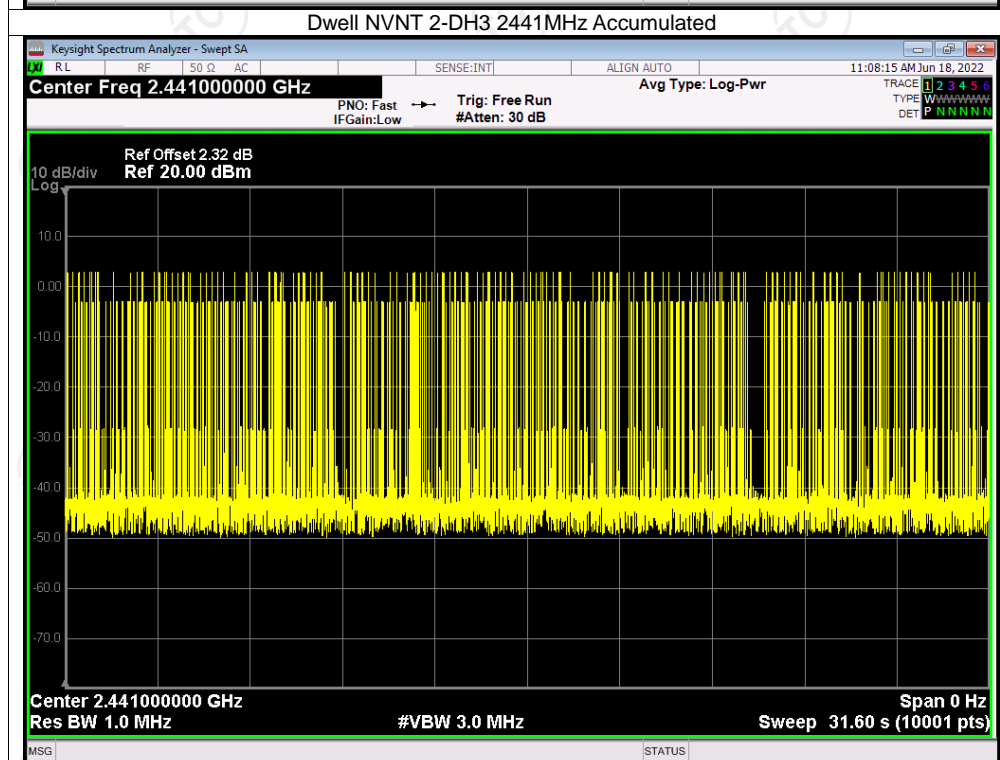 Dwell NVNT 2-DH3 2441MHz Accumulated
Keysight Spectrum Analyzer - Swept SA
LXI RL RF 50 Ω AC SENSE:INT ALIGN AUTO 11:08:15 AM Jun 18, 2022
Center Freq 2.441000000 GHz Avg Type: Log-Pwr TRACE 1 2 3 4 5 6
PNO: Fast Trig: Free Run TYPE WWWWWW
IFGain:Low #Atten: 30 dB DET P N N N N N
Ref Offset 2.32 dB
10 dB/div Ref 20.00 dBm
Log
10.0
0.00
-10.0
-20.0
-30.0
-40.0
-50.0
-60.0
-70.0
Center 2.441000000 GHz Span 0 Hz
Res BW 1.0 MHz #VBW 3.0 MHz Sweep 31.60 s (10001 pts)
MSG STATUS